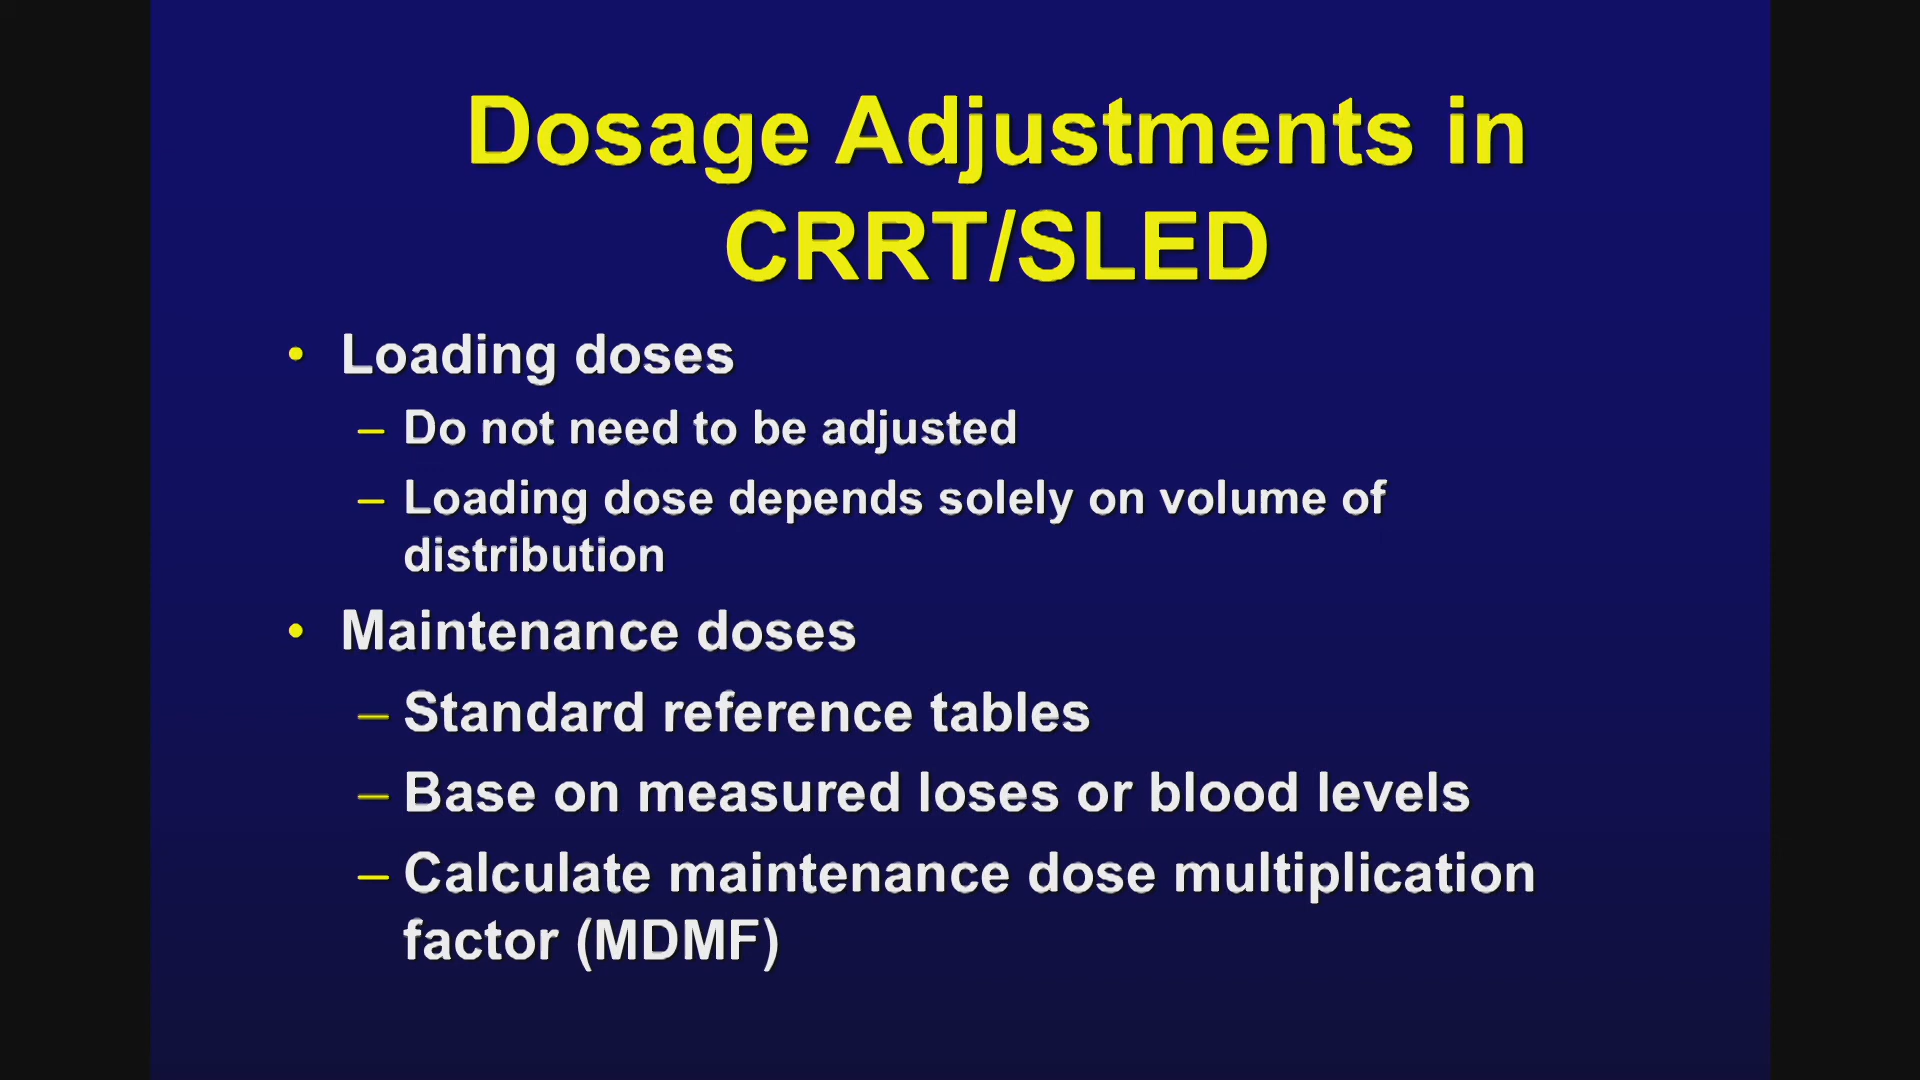 Dosage Adjustments in
CRRT/SLED
• Loading doses
– Do not need to be adjusted
– Loading dose depends solely on volume of
distribution
• Maintenance doses
– Standard reference tables
– Base on measured loses or blood levels
– Calculate maintenance dose multiplication
factor (MDMF)